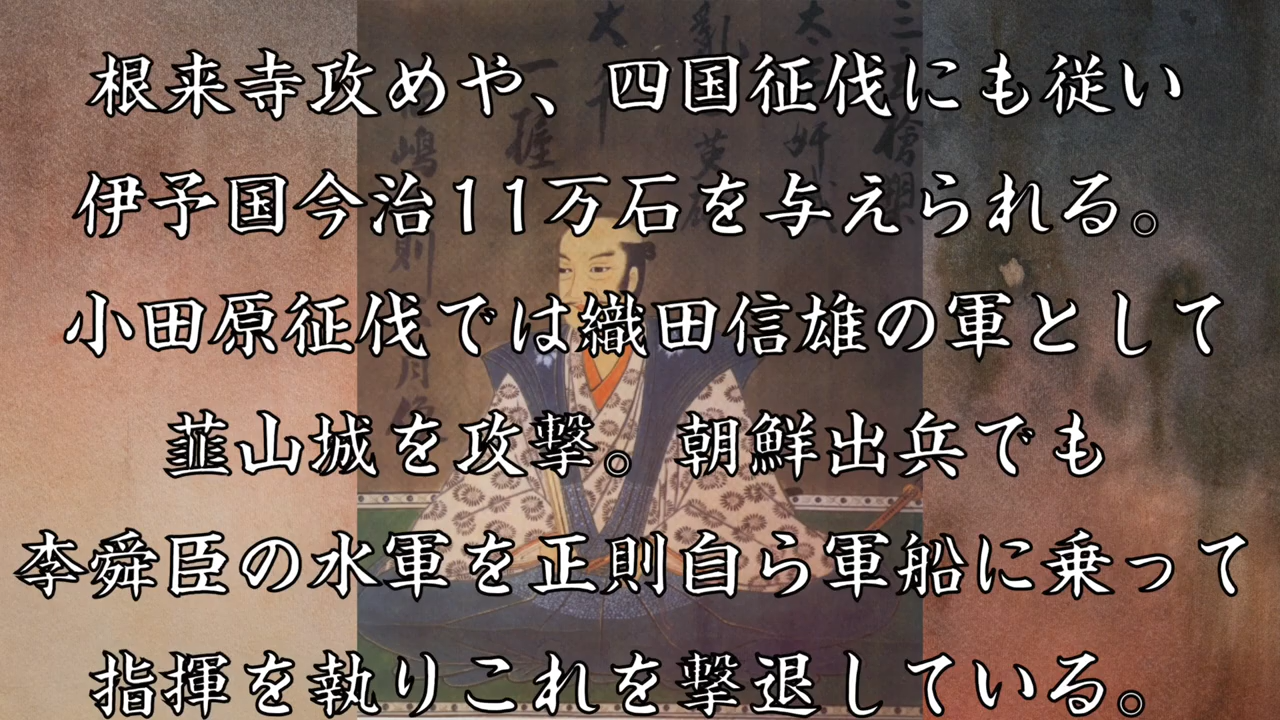 根来寺攻めや、四国征伐にも従い
伊予国今治11万石を与えられる。
小田原征伐では織田信雄の軍として
韮山城を攻撃。朝鮮出兵でも
李舜臣の水軍を正則自ら軍船に乗って
指揮を執りこれを撃退している。